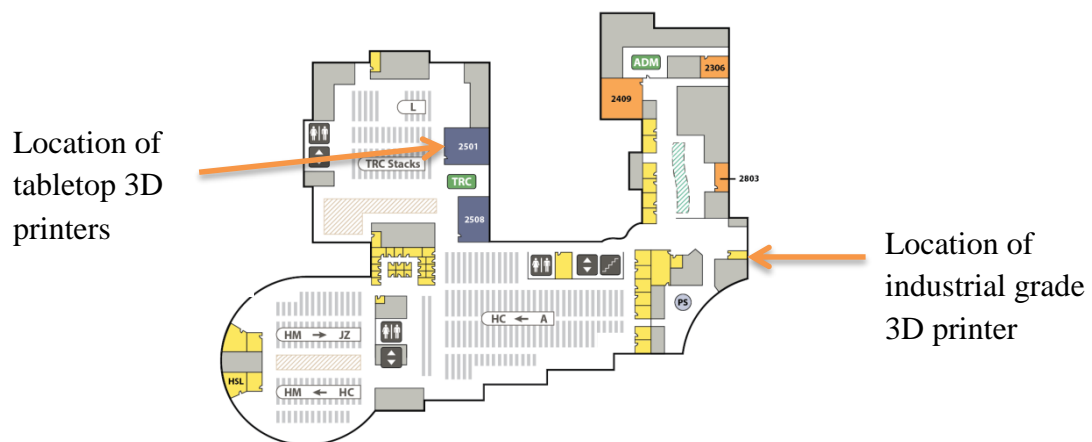 Location of
tabletop 3D
printers
ADM
2306
2409
L
2501
TRC Stacks
TRC
2803
2508
Location of
industrial grade
3D printer
PS
HC ← A
HM → JZ
HSL
HM ← HC